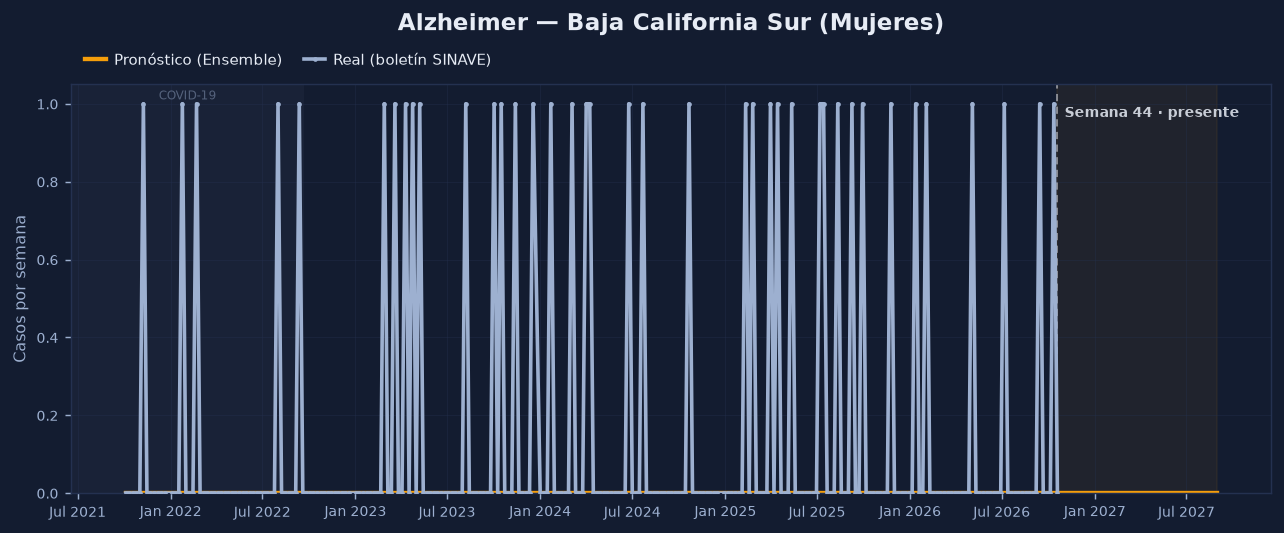 Alzheimer — Baja California Sur (Mujeres)
Pronóstico (Ensemble)
Real (boletín SINAVE)
COVID-19
Semana 44 · presente
Casos por semana
1.0
0.8
0.6
0.4
0.2
0.0
Jul 2021
Jan 2022
Jul 2022
Jan 2023
Jul 2023
Jan 2024
Jul 2024
Jan 2025
Jul 2025
Jan 2026
Jul 2026
Jan 2027
Jul 2027